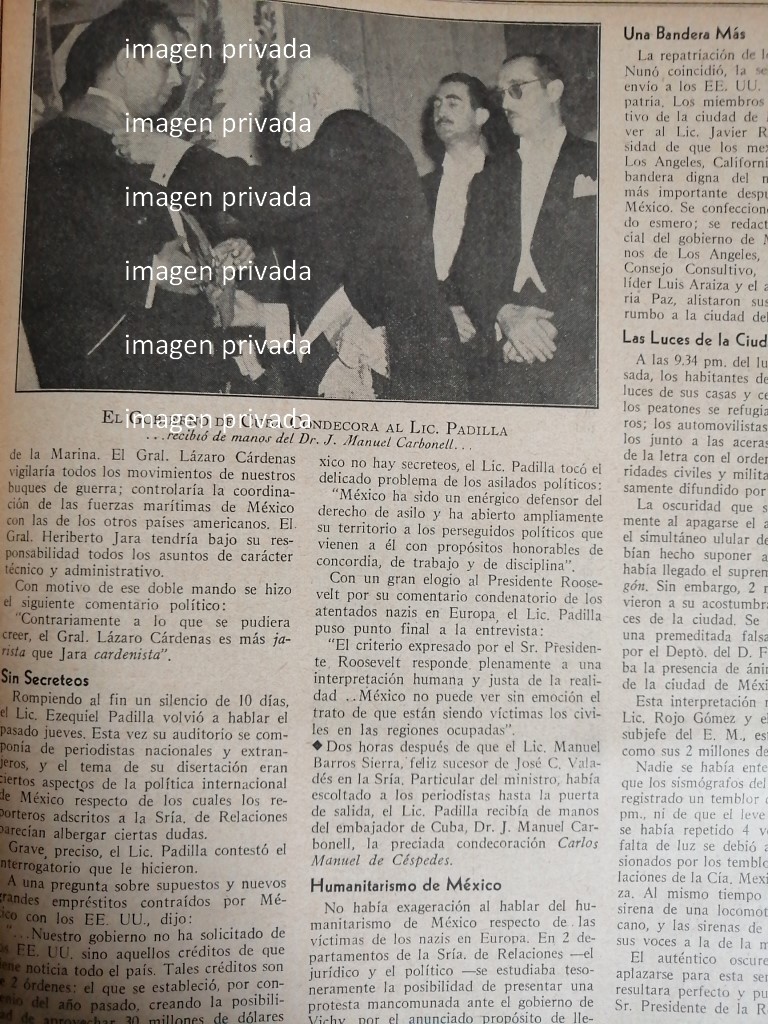 imagen privada
imagen privada
imagen privada
imagen privada
imagen privada
imagen privada
EL GOBIERNO DE CUBA CONDECORA AL LIC. PADILLA
...recibió de manos del Dr. J. Manuel Carbonell...
de la Marina. El Gral. Lázaro Cárdenas
vigilaría todos los movimientos de nuestros
buques de guerra; controlaría la coordina-
ción de las fuerzas marítimas de México
con las de los otros países americanos. El
Gral. Heriberto Jara tendría bajo su res-
ponsabilidad todos los asuntos de carácter
técnico y administrativo.
Con motivo de ese doble mando se hizo
el siguiente comentario político:
"Contrariamente a lo que se pudiera
creer, el Gral. Lázaro Cárdenas es más ja-
rista que Jara cardenista".
Sin Secreteos
Rompiendo al fin un silencio de 10 días,
el Lic. Ezequiel Padilla volvió a hablar el
pasado jueves. Esta vez su auditorio se com-
ponía de periodistas nacionales y extran-
jeros, y el tema de su disertación eran
ciertos aspectos de la política internacional
de México respecto de los cuales los re-
porteros adscritos a la Sría. de Relaciones
parecían albergar ciertas dudas.
Grave, preciso, el Lic. Padilla contestó el
interrogatorio que le hicieron.
A una pregunta sobre supuestos y nuevos
grandes empréstitos contraídos por Mé-
xico con los EE. UU., dijo:
"...Nuestro gobierno no ha solicitado de
EE. UU. sino aquellos créditos de que
tiene noticia todo el país. Tales créditos son
de 2 órdenes: el que se estableció, por con-
del año pasado, creando la posibili-
dad de aprovechar 30 millones de dólares
xico no hay secreteos, el Lic. Padilla tocó el
delicado problema de los asilados políticos:
"México ha sido un enérgico defensor del
derecho de asilo y ha abierto ampliamente
su territorio a los perseguidos políticos que
vienen a él con propósitos honorables de
concordia, de trabajo y de disciplina".
Con un gran elogio al Presidente Roose-
velt por su comentario condenatorio de los
atentados nazis en Europa, el Lic. Padilla
puso punto final a la entrevista:
"El criterio expresado por el Sr. Presiden-
te Roosevelt responde plenamente a una
interpretación humana y justa de la reali-
dad ...México no puede ver sin emoción el
trato de que están siendo víctimas los civi-
les en las regiones ocupadas".
◆Dos horas después de que el Lic. Manuel
Barros Sierra, feliz sucesor de José C. Vala-
dés en la Sría. Particular del ministro, había
escoltado a los periodistas hasta la puerta
de salida, el Lic. Padilla recibía de manos
del embajador de Cuba, Dr. J. Manuel Car-
bonell, la preciada condecoración Carlos
Manuel de Céspedes.
Humanitarismo de México
No había exageración al hablar del hu-
manitarismo de México respecto de las
víctimas de los nazis en Europa. En 2 de-
partamentos de la Sría. de Relaciones —el
jurídico y el político —se estudiaba teso-
neramente la posibilidad de presentar una
protesta mancomunada ante el gobierno de
Vichy, por el anunciado propósito de lle-
Una Bandera Más
La repatriación de
Nunó coincidió, la
envío a los EE. UU.
patria. Los miembros
tivo de la ciudad de
ver al Lic. Javier R
sidad de que los mex
Los Angeles, Californi
bandera digna del
más importante despu
México. Se confeccion
do esmero; se redact
cial del gobierno de
nos de Los Angeles,
Consejo Consultivo,
líder Luis Araiza y el
ria Paz, alistaron sus
rumbo a la ciudad del
Las Luces de la Ciud
A las 9.34 pm. del lu
sada, los habitantes de
luces de sus casas y
los peatones se refugia
ros; los automovilistas
los junto a las aceras
de la letra con el orden
ridades civiles y milita
samente difundido por
La oscuridad que s
mente al apagarse el a
el simultáneo ulular de
bían hecho suponer a
había llegado el suprem
gón. Sin embargo, 2
vieron a su acostumbra
ces de la ciudad. Se
una premeditada falsa
por el Depto. del D. F
ba la presencia de ánim
de la ciudad de Méxi
Esta interpretación
Lic. Rojo Gómez y el
subjefe del E. M., est
como sus 2 millones de
Nadie se había ente
que los sismógrafos del
registrado un temblor
pm., ni de que el leve
se había repetido 4 v
falta de luz se debió a
sionados por los temblo
laciones de la Cía. Mexi
za. Al mismo tiempo
sirena de una locomot
cano, y las sirenas de
sus voces a la de la m
El auténtico oscure
aplazarse para esta se
resultara perfecto y pu
Sr. Presidente de la R